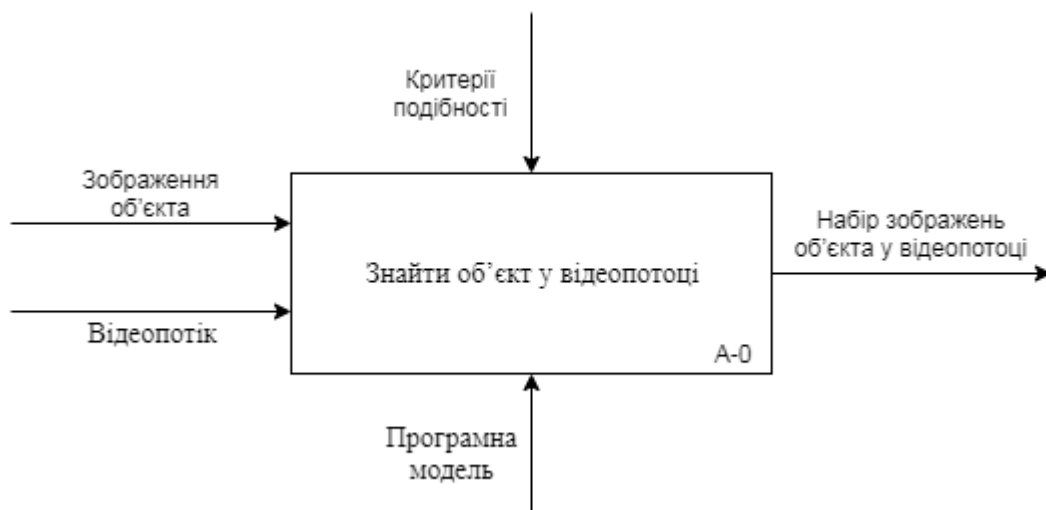 Критерії
подібності
Зображення
об'єкта
Набір зображень
об'єкта у відеопотоці
Знайти об’єкт у відеопотоці
Відеопотік
А-0
Програмна
модель